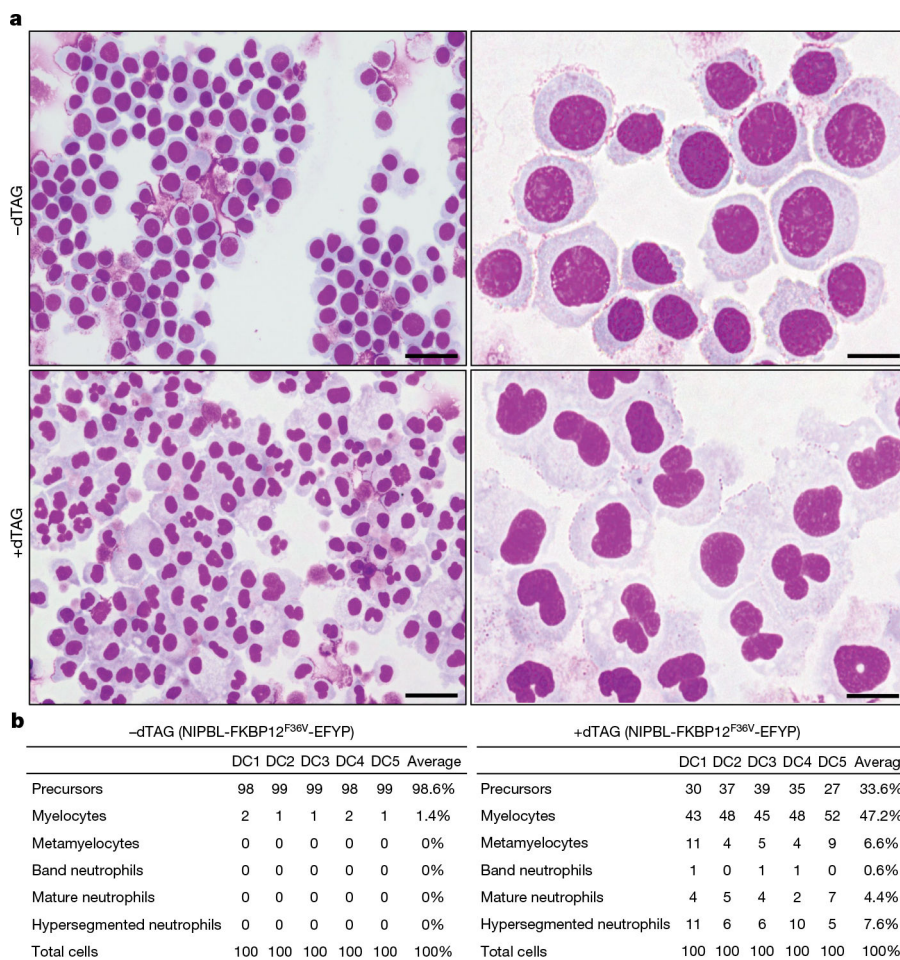 a
–dTAG
+dTAG
b
–dTAG (NIPBL-FKBP12F36V-EFYP)
DC1 DC2 DC3 DC4 DC5 Average
Precursors 98 99 99 98 99 98.6%
Myelocytes 2 1 1 2 1 1.4%
Metamyelocytes 0 0 0 0 0 0%
Band neutrophils 0 0 0 0 0 0%
Mature neutrophils 0 0 0 0 0 0%
Hypersegmented neutrophils 0 0 0 0 0 0%
Total cells 100 100 100 100 100 100%
+dTAG (NIPBL-FKBP12F36V-EFYP)
DC1 DC2 DC3 DC4 DC5 Averag
Precursors 30 37 39 35 27 33.6%
Myelocytes 43 48 45 48 52 47.2%
Metamyelocytes 11 4 5 4 9 6.6%
Band neutrophils 1 0 1 1 0 0.6%
Mature neutrophils 4 5 4 2 7 4.4%
Hypersegmented neutrophils 11 6 6 10 5 7.6%
Total cells 100 100 100 100 100 100%